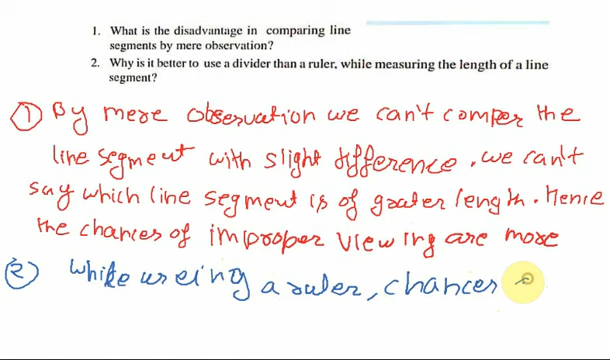 1. What is the disadvantage in comparing line
segments by mere observation?
2. Why is it better to use a divider than a ruler, while measuring the length of a line
segment?
① By mere observation we can't comper the
line segment with slight difference. we can't
say which line segment is of grater length. Henie
the chances of improper viewing are more
② while useing a ruler, chances